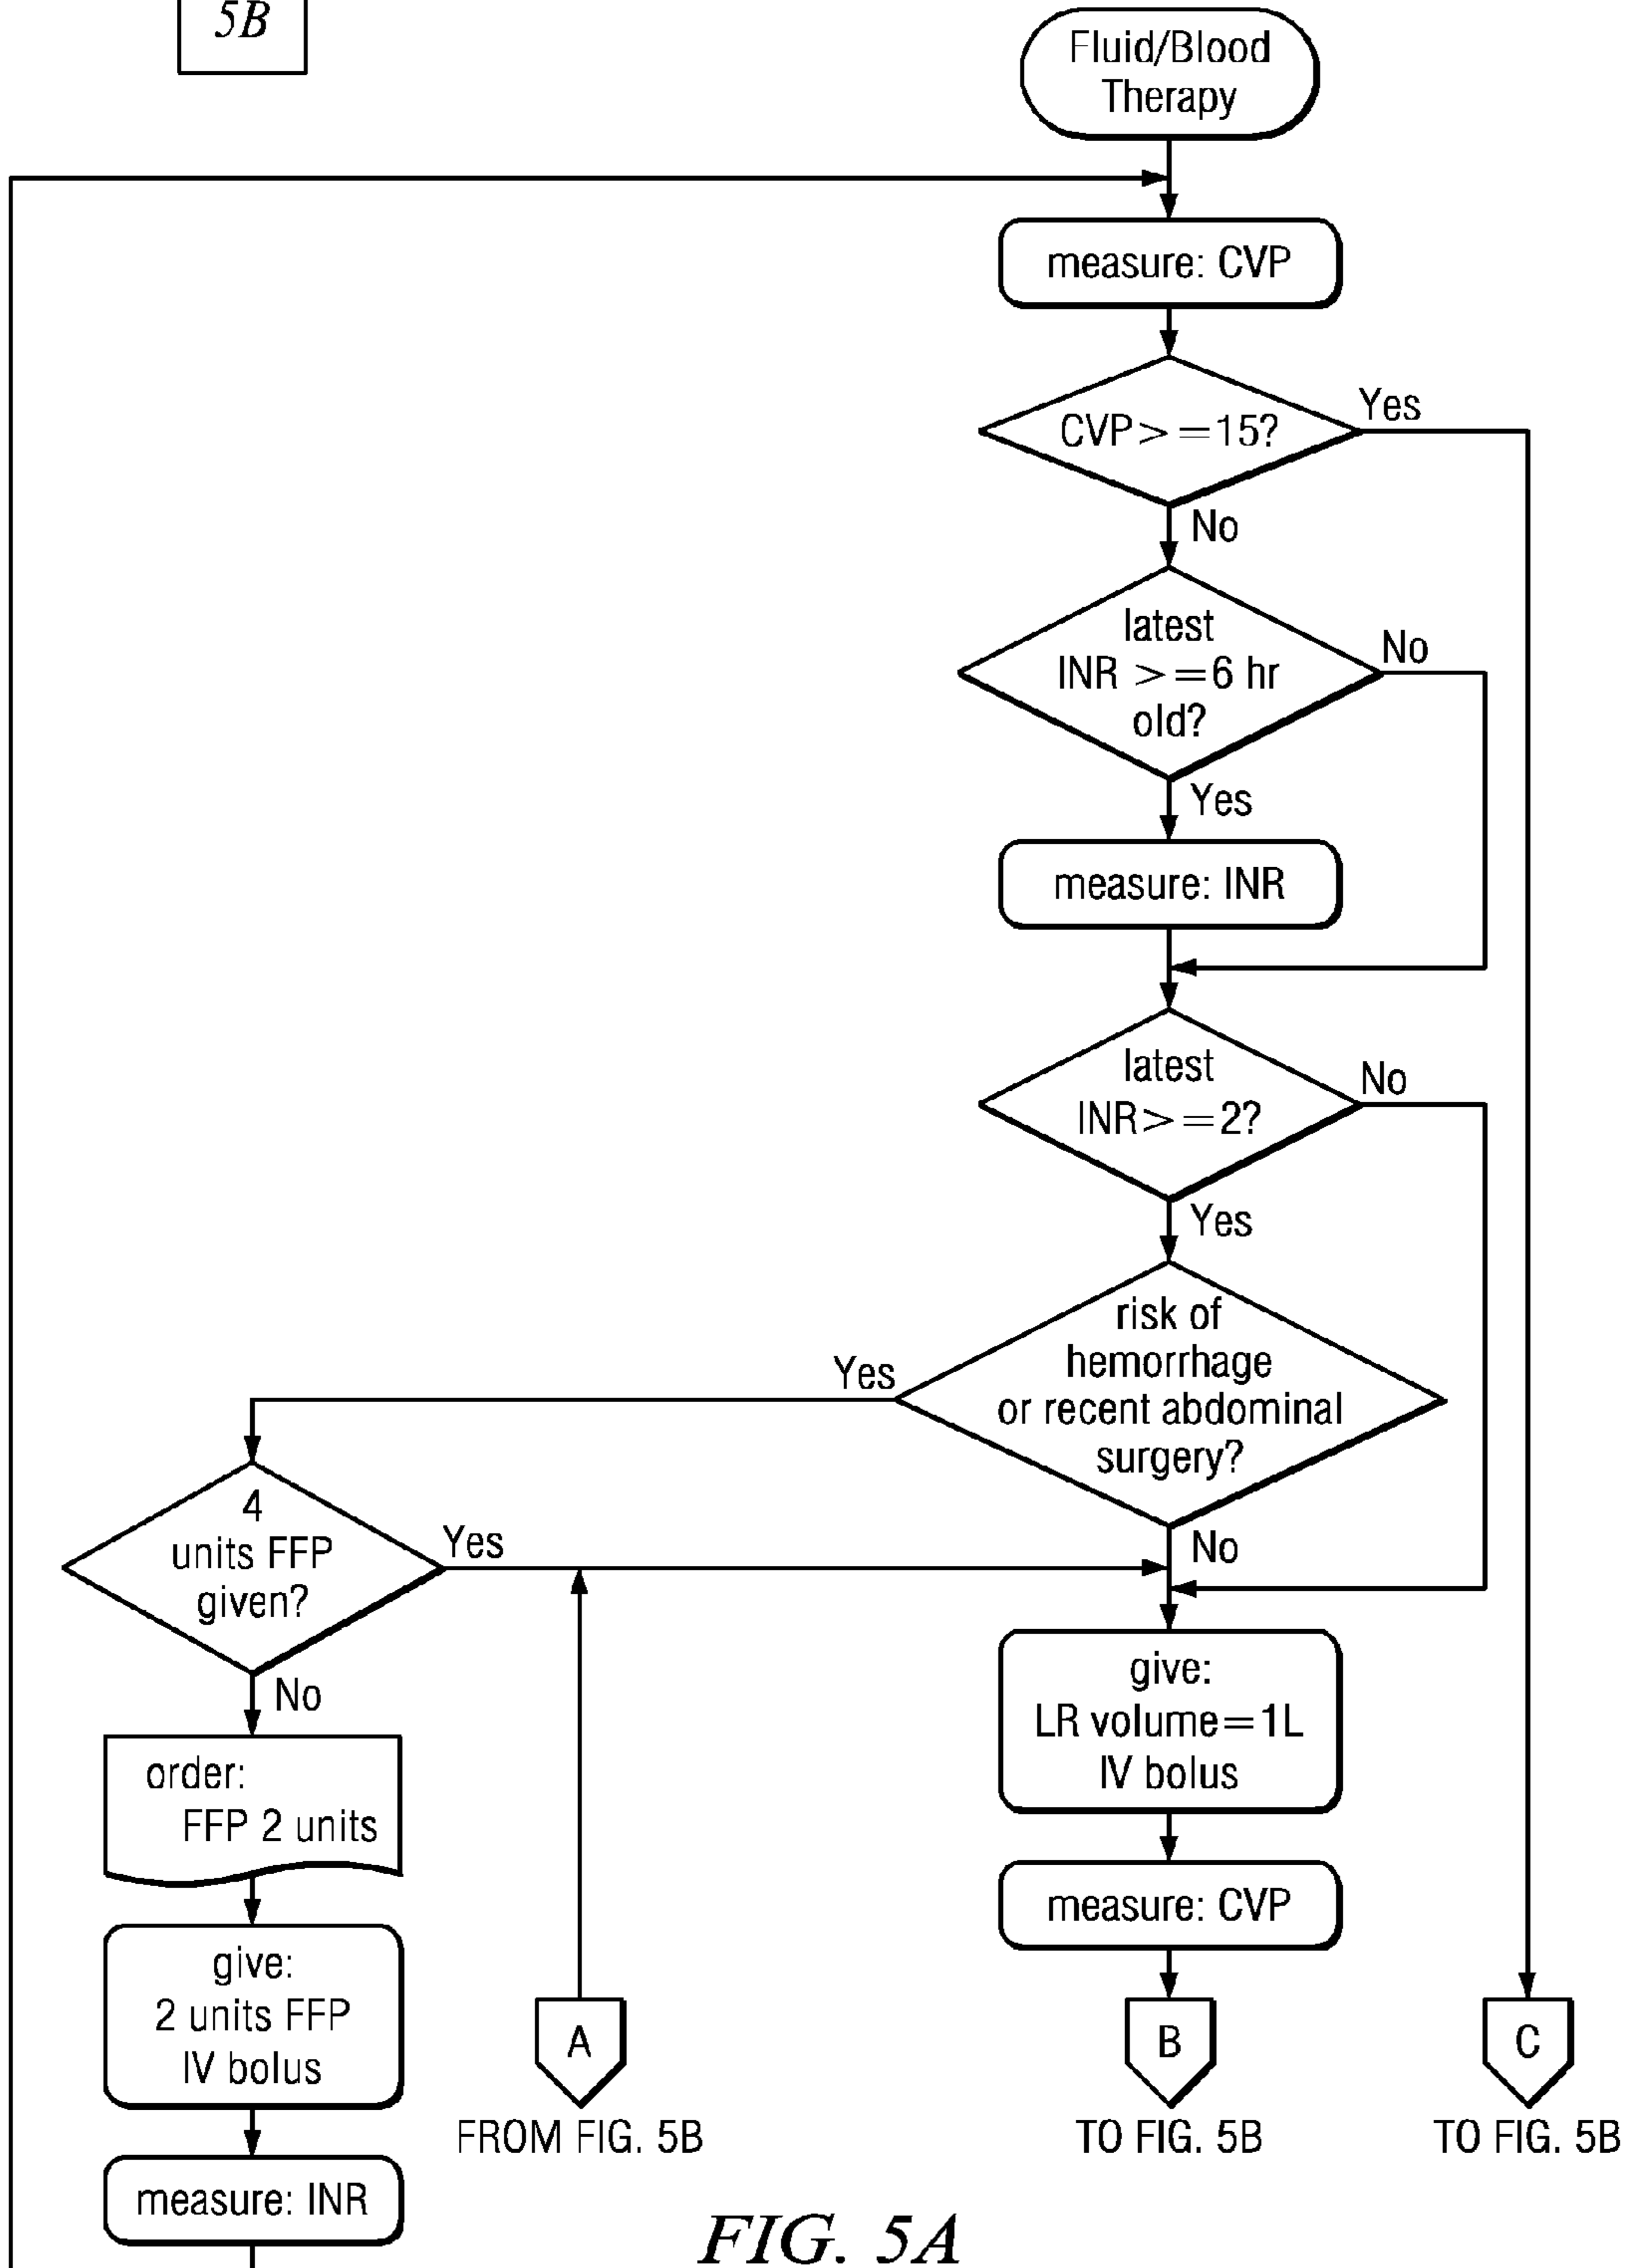 5B
Fluid/Blood
Therapy
measure: CVP
CVP>=15?
Yes
No
latest
INR >=6 hr
old?
No
Yes
measure: INR
latest
INR>=2?
No
Yes
risk of
hemorrhage
or recent abdominal
surgery?
Yes
No
4
units FFP
given?
Yes
No
order:
FFP 2 units
give:
2 units FFP
IV bolus
measure: INR
give:
LR volume=1L
IV bolus
measure: CVP
A
FROM FIG. 5B
B
TO FIG. 5B
C
TO FIG. 5B
FIG. 5A